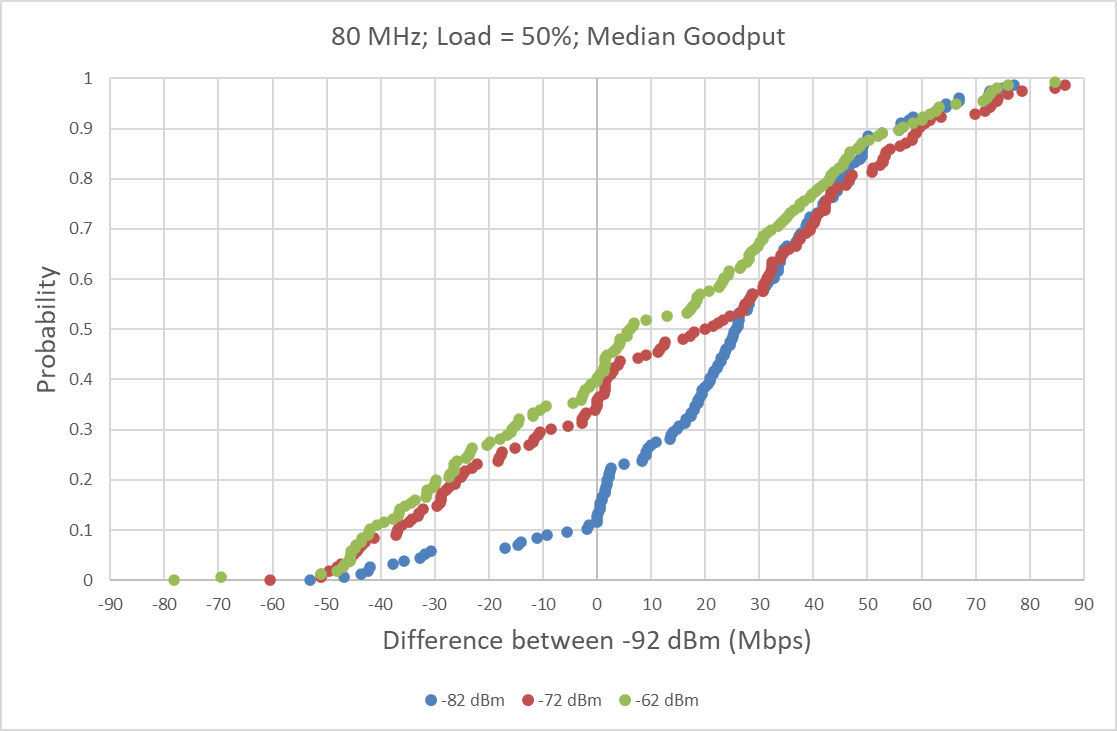 80 MHz; Load = 50%; Median Goodput
1
0.9
0.8
0.7
0.6
0.5
0.4
0.3
0.2
0.1
0
Probability
-90 -80 -70 -60 -50 -40 -30 -20 -10 0 10 20 30 40 50 60 70 80 90
Difference between -92 dBm (Mbps)
-82 dBm -72 dBm -62 dBm